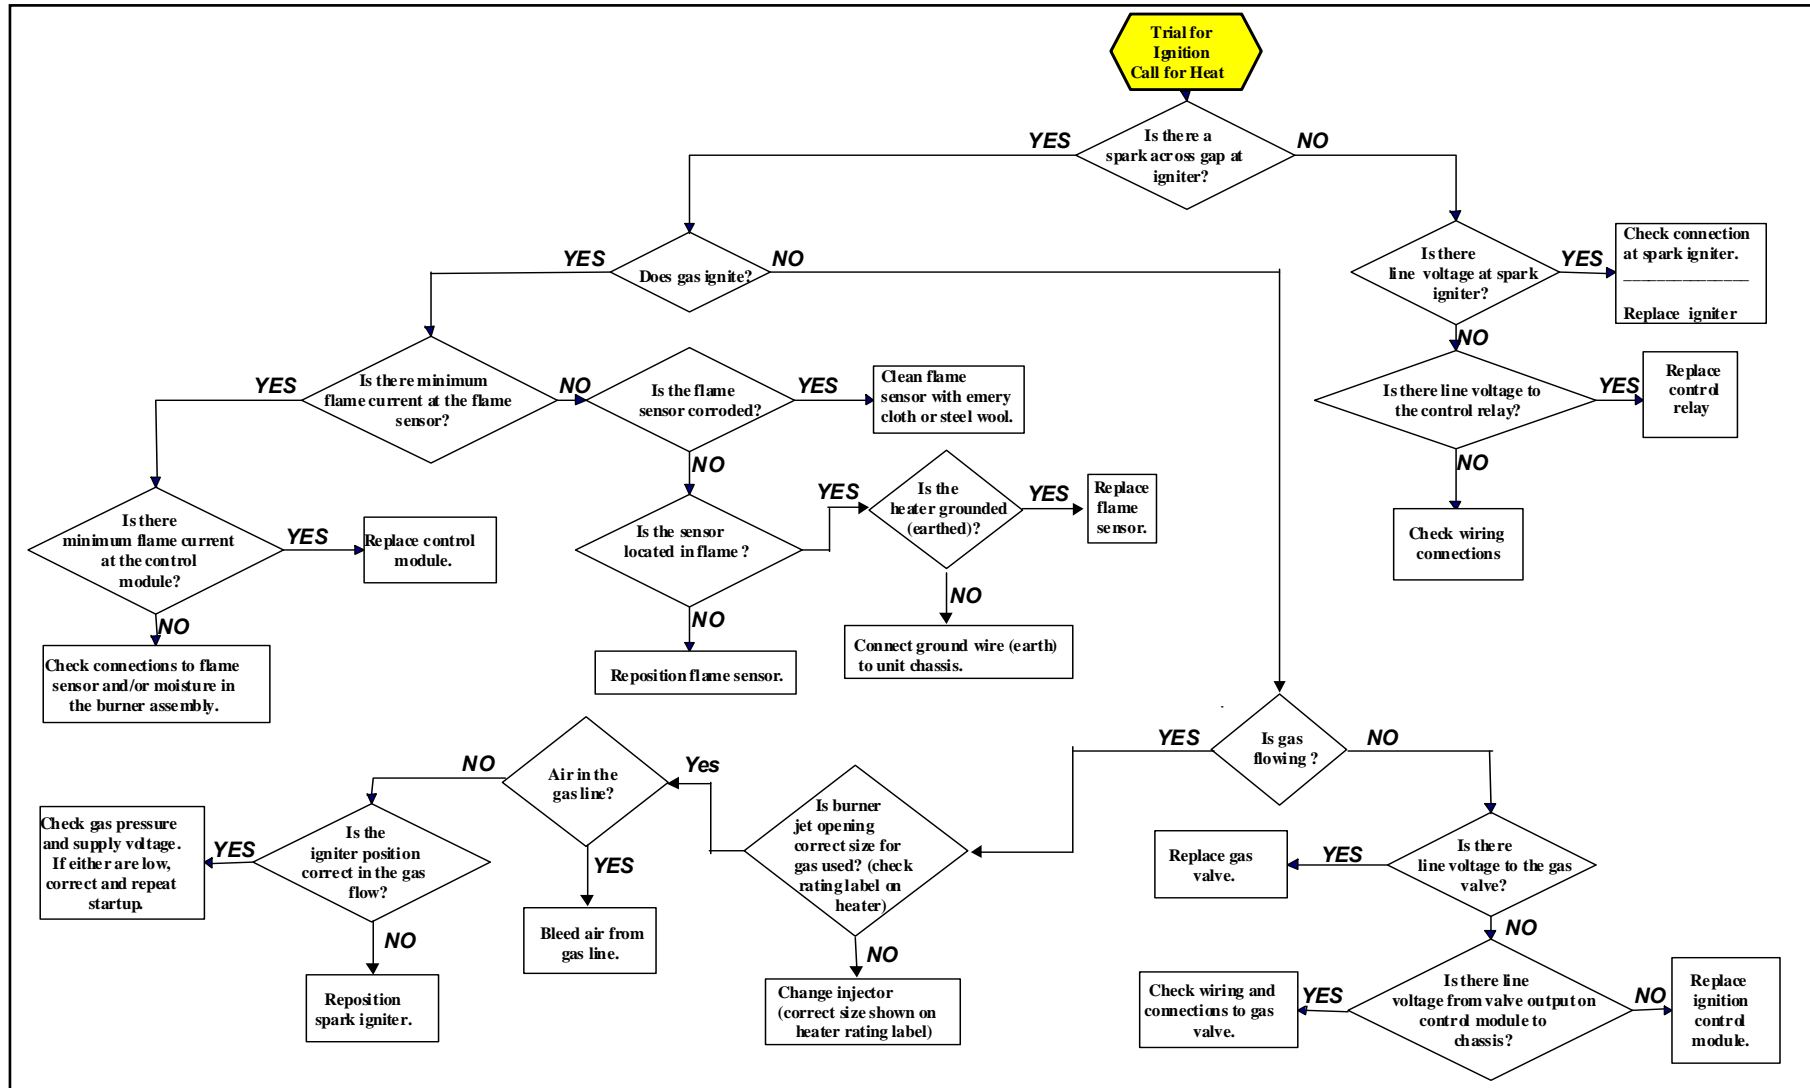 Trial for
Ignition
Call for Heat
Is there a
spark across gap at
igniter?
YES
NO
Does gas ignite?
YES
NO
Is there
line voltage at spark
igniter?
YES
Check connection
at spark igniter.
_______________
Replace igniter
NO
Is there line voltage to
the control relay?
YES
Replace
control
relay
NO
Check wiring
connections
Is there minimum
flame current at the flame
sensor?
YES
NO
Is the flame
sensor corroded?
YES
Clean flame
sensor with emery
cloth or steel wool.
NO
Is the sensor
located in flame ?
YES
Is the
heater grounded
(earthed)?
YES
Replace
flame
sensor.
NO
Connect ground wire (earth)
to unit chassis.
NO
Reposition flame sensor.
Is there
minimum flame current
at the control
module?
YES
Replace control
module.
NO
Check connections to flame
sensor and/or moisture in
the burner assembly.
Is gas
flowing ?
YES
NO
Is burner
jet opening
correct size for
gas used? (check
rating label on
heater)
Yes
NO
Change injector
(correct size shown on
heater rating label)
Air in the
gas line?
NO
YES
Bleed air from
gas line.
Is the
igniter position
correct in the gas
flow?
YES
Check gas pressure
and supply voltage.
If either are low,
correct and repeat
startup.
NO
Reposition
spark igniter.
Is there
line voltage to the gas
valve?
YES
Replace gas
valve.
NO
Is there line
voltage from valve output on
control module to
chassis?
YES
Check wiring and
connections to gas
valve.
NO
Replace
ignition
control
module.